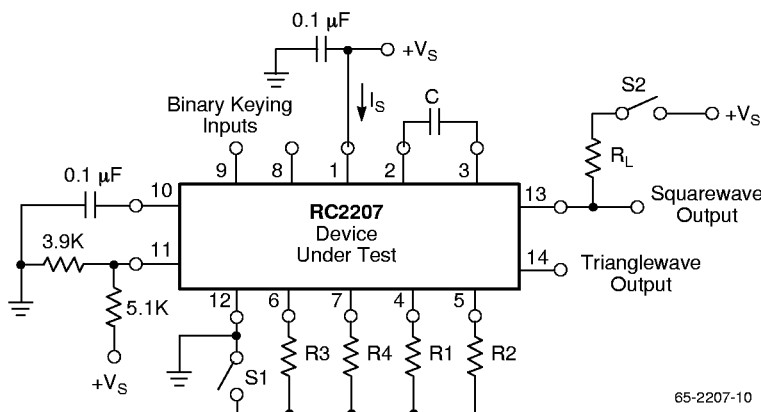 0.1 µF
+VS
IS
C
S2
+VS
Binary Keying
Inputs
RL
9 8 1 2 3
0.1 µF
10
13
Squarewave
Output
RC2207
Device
Under Test
3.9K
11
14
Trianglewave
Output
12 6 7 4 5
5.1K
S1
R3 R4 R1 R2
+VS
65-2207-10